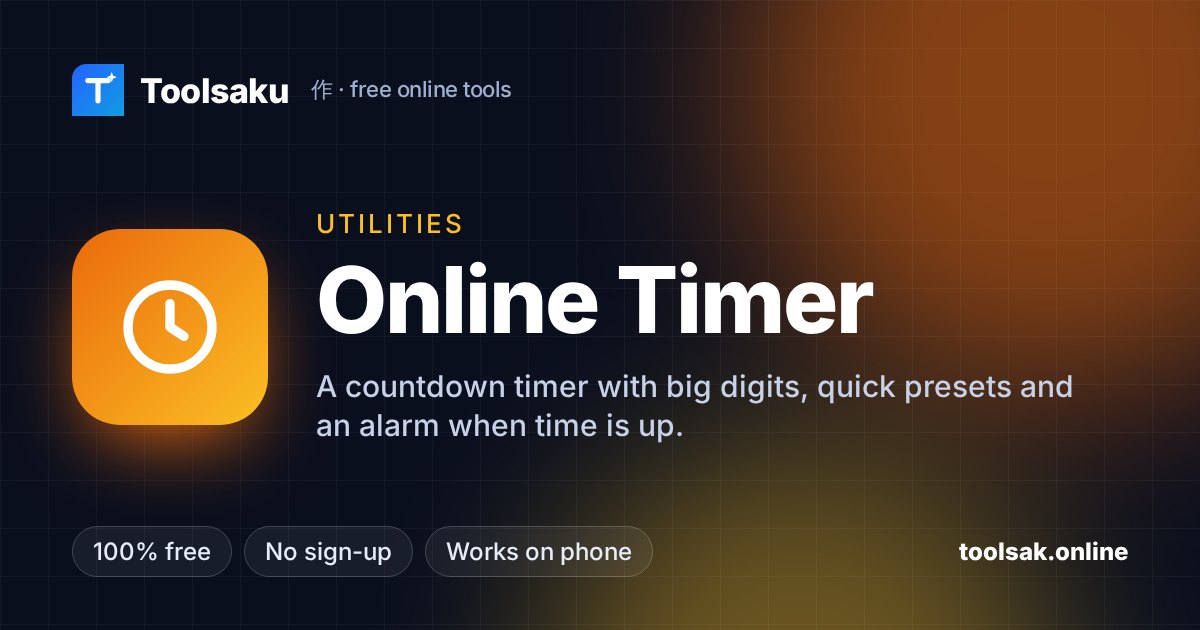 Toolsaku 作 · free online tools
UTILITIES
Online Timer
A countdown timer with big digits, quick presets and
an alarm when time is up.
100% free No sign-up Works on phone toolsak.online